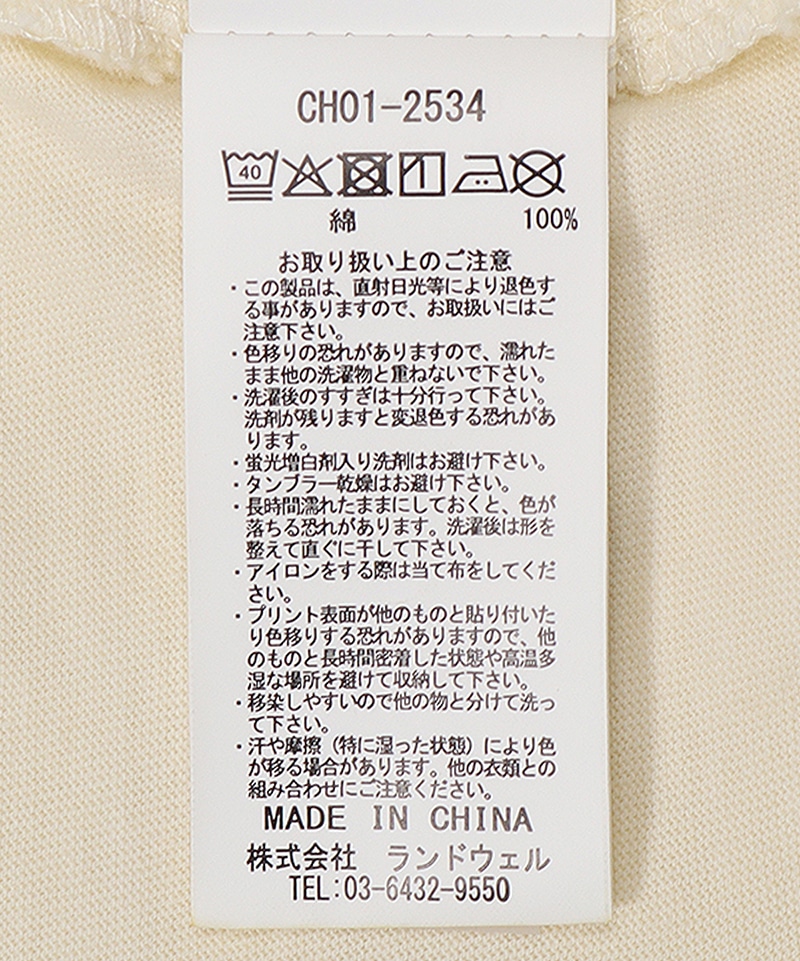 CH01-2534
40
綿 100%
お取り扱い上のご注意
・この製品は、直射日光等により退色す
る事がありますので、お取扱いにはご
注意下さい。
・色移りの恐れがありますので、濡れた
まま他の洗濯物と重ねないで下さい。
・洗濯後のすすぎは十分行って下さい。
洗剤が残りますと変退色する恐れがあ
ります。
・蛍光増白剤入り洗剤はお避け下さい。
・タンブラー乾燥はお避け下さい。
・長時間濡れたままにしておくと、色が
落ちる恐れがあります。洗濯後は形を
整えて直ぐに干して下さい。
・アイロンをする際は当て布をしてくだ
さい。
・プリント表面が他のものと貼り付いた
り色移りする恐れがありますので、他
のものと長時間密着した状態や高温多
湿な場所を避けて収納して下さい。
・移染しやすいので他の物と分けて洗っ
て下さい。
・汗や摩擦（特に湿った状態）により色
が移る場合があります。他の衣類との
組み合わせにご注意ください。
MADE IN CHINA
株式会社 ランドウェル
TEL:03-6432-9550